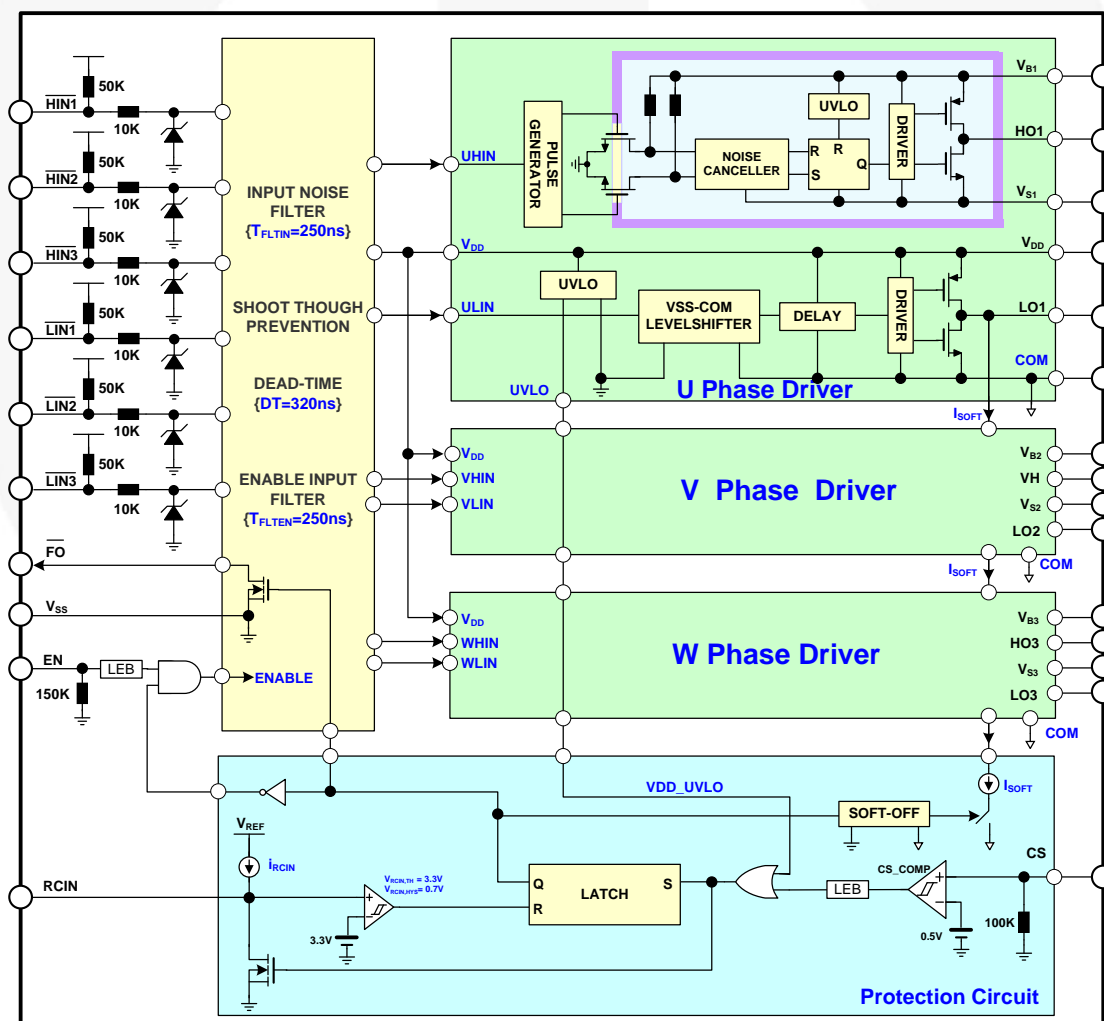 50K
HIN1
10K
50K
HIN2
10K
50K
HIN3
10K
50K
LIN1
10K
50K
LIN2
10K
50K
LIN3
10K
FO
VSS
EN
LEB
150K
ENABLE
INPUT NOISE
FILTER
{TFLTIN=250ns}
SHOOT THOUGH
PREVENTION
DEAD-TIME
{DT=320ns}
ENABLE INPUT
FILTER
{TFLTEN=250ns}
UHIN
PULSE
GENERATOR
NOISE
CANCELLER
UVLO
R
R
S
Q
DRIVER
VB1
HO1
VS1
VDD
VDD
UVLO
ULIN
VSS-COM
LEVELSHIFTER
DELAY
DRIVER
LO1
COM
UVLO
U Phase Driver
ISOFT
VDD
VHIN
VLIN
V Phase Driver
VB2
VH
VS2
LO2
ISOFT
COM
VDD
WHIN
WLIN
W Phase Driver
VB3
HO3
VS3
LO3
COM
VDD_UVLO
ISOFT
SOFT-OFF
VREF
iRCIN
RCIN
VRCIN,TH = 3.3V
VRCIN,HYS= 0.7V
+
−
3.3V
Q
R
LATCH
S
LEB
CS_COMP
+
−
0.5V
CS
100K
Protection Circuit